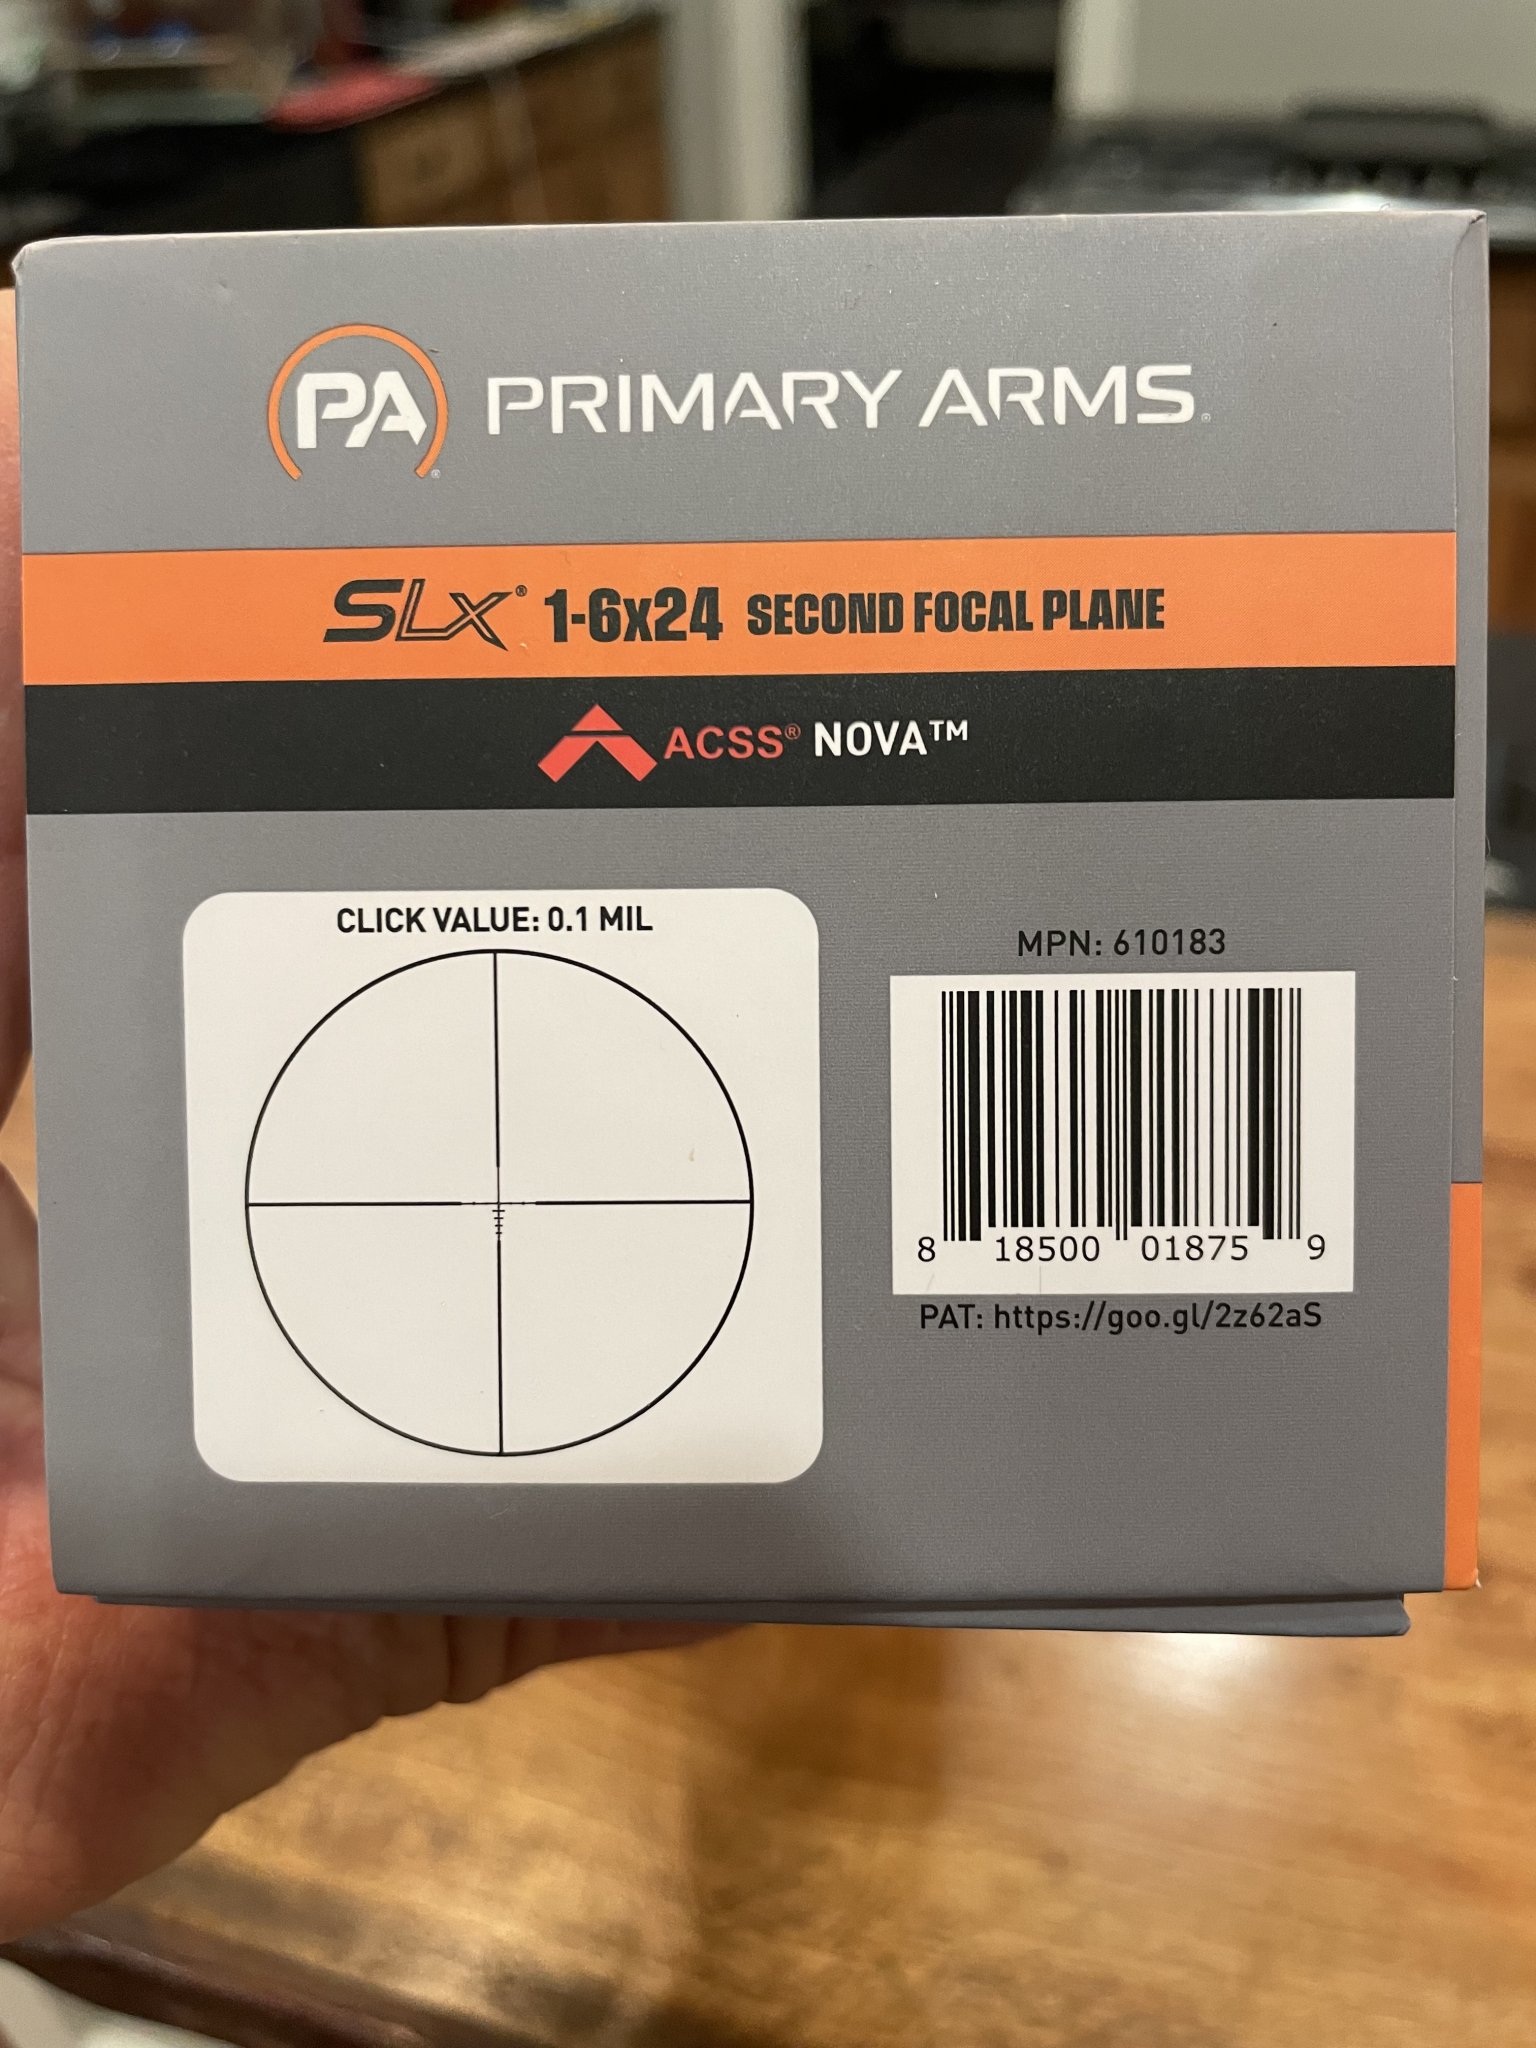 PA® PRIMARY ARMS®
SLx® 1-6x24 SECOND FOCAL PLANE
ACSS® NOVA™
CLICK VALUE: 0.1 MIL
MPN: 610183
8 18500 01875 9
PAT: https://goo.gl/2z62aS